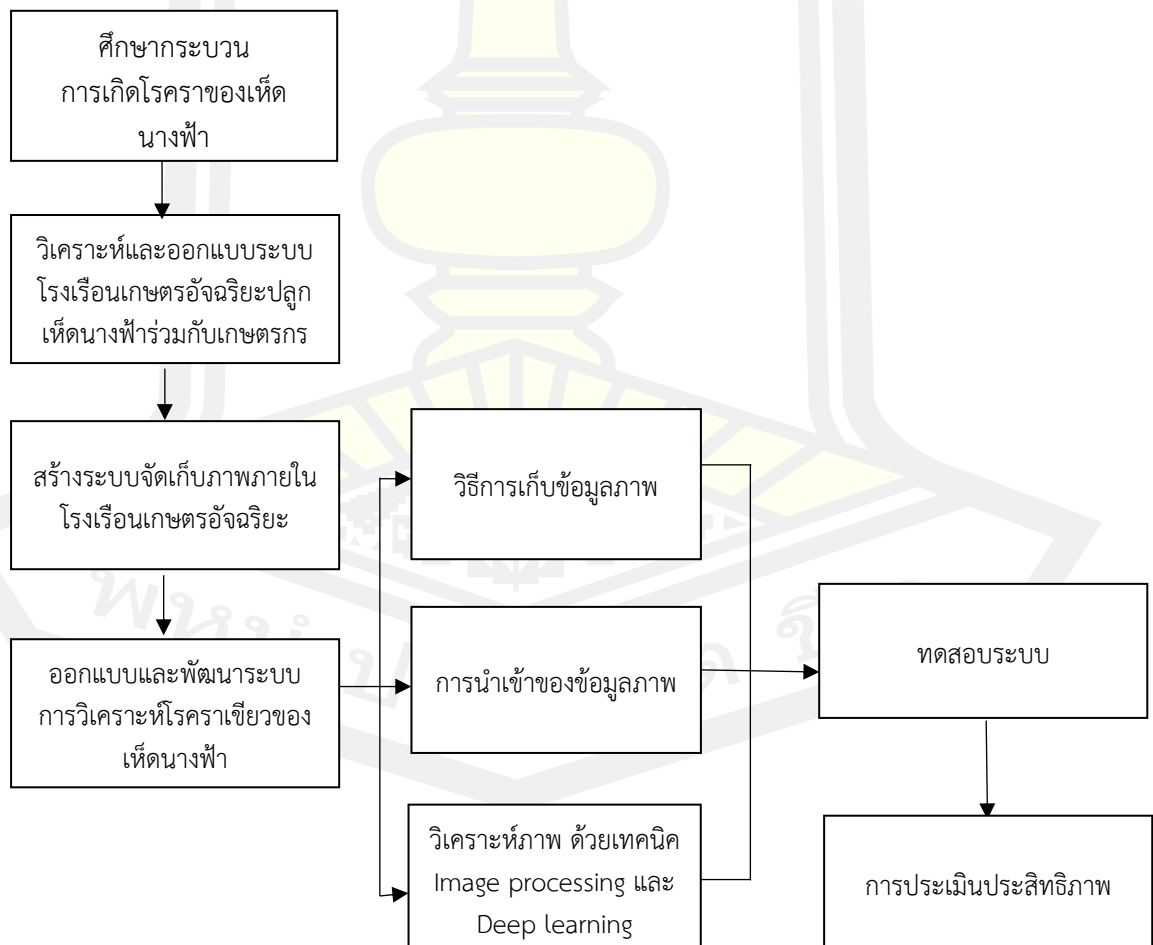 ศึกษากระบวน
การเกิดโรคราของเห็ด
นางฟ้า
วิเคราะห์และออกแบบระบบ
โรงเรือนเกษตรอัจฉริยะปลูก
เห็ดนางฟ้าร่วมกับเกษตรกร
สร้างระบบจัดเก็บภาพภายใน
โรงเรือนเกษตรอัจฉริยะ
ออกแบบและพัฒนาระบบ
การวิเคราะห์โรคราเขียวของ
เห็ดนางฟ้า
วิธีการเก็บข้อมูลภาพ
การนำเข้าของข้อมูลภาพ
วิเคราะห์ภาพ ด้วยเทคนิค
Image processing และ
Deep learning
ทดสอบระบบ
การประเมินประสิทธิภาพ